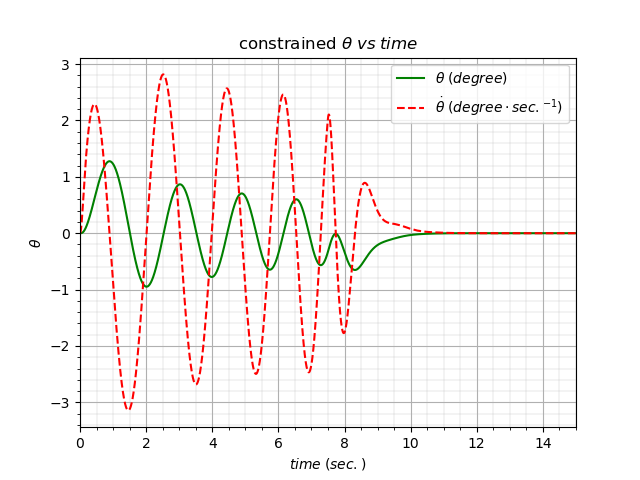 constrained θ vs time
θ (degree)
θ̇ (degree · sec.⁻¹)
3
2
1
0
−1
−2
−3
θ
0 2 4 6 8 10 12 14
time (sec. )